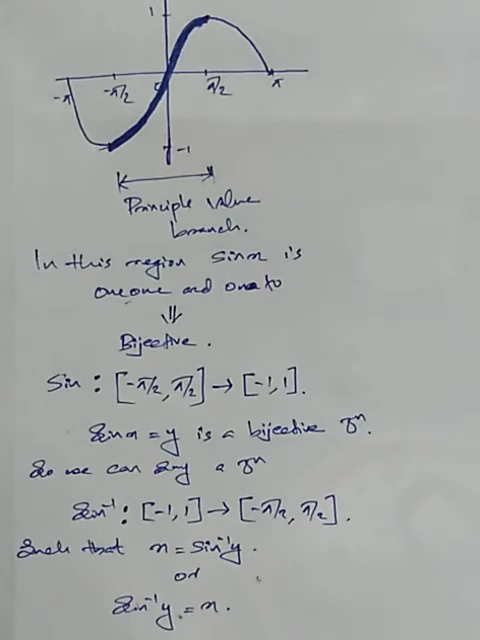 1
-π -π/2 0 π/2 π
-1
Principle value
branch.
In this region sinx is
one one and onto
⇓
Bijective.
Sin : [-π/2, π/2] → [-1, 1].
Sinx = y is a bijective fn.
So we can say a fn
Sin⁻¹ : [-1, 1] → [-π/2, π/2].
Such that x = Sin⁻¹y.
or
Sin⁻¹y = x.